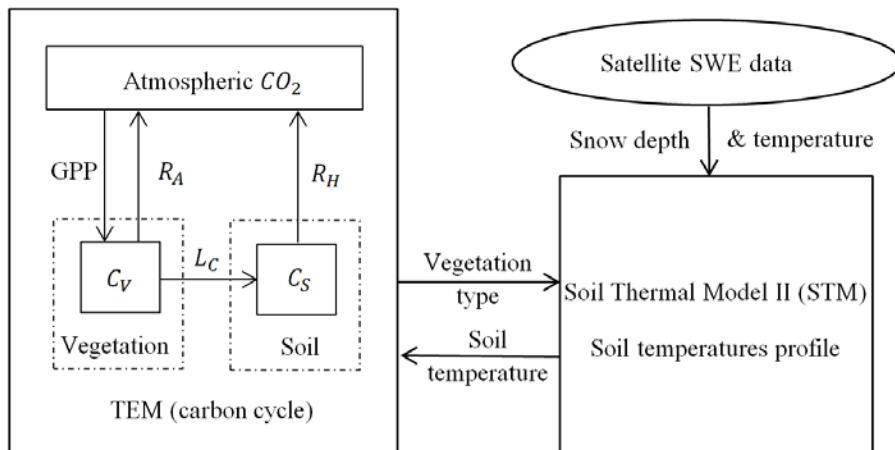 Atmospheric CO₂
GPP
R_A
R_H
C_V
L_C
C_S
Vegetation
Soil
TEM (carbon cycle)
Vegetation
type
Soil
temperature
Satellite SWE data
Snow depth & temperature
Soil Thermal Model II (STM)
Soil temperatures profile